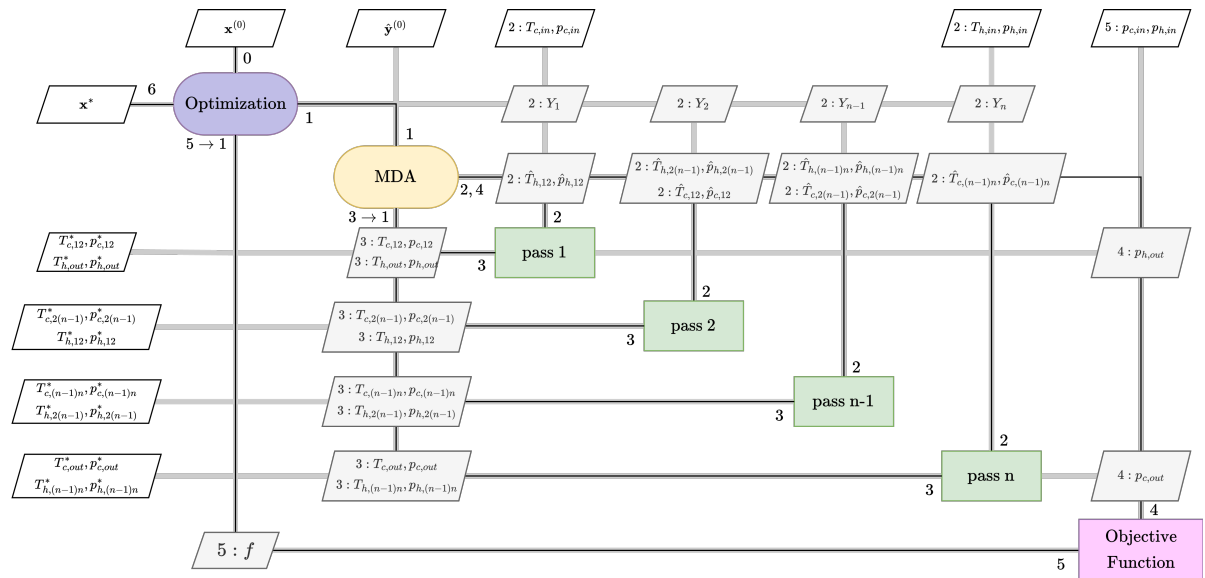 x^{(0)}
ŷ^{(0)}
2 : T_{c,in}, p_{c,in}
2 : T_{h,in}, p_{h,in}
5 : p_{c,in}, p_{h,in}
0
x^*
6
Optimization
1
5 → 1
2 : Y_1
2 : Y_2
2 : Y_{n−1}
2 : Y_n
1
MDA
2, 4
3 → 1
2 : T̂_{h,12}, p̂_{h,12}
2 : T̂_{h,2(n−1)}, p̂_{h,2(n−1)}
2 : T̂_{c,12}, p̂_{c,12}
2 : T̂_{h,(n−1)n}, p̂_{h,(n−1)n}
2 : T̂_{c,2(n−1)}, p̂_{c,2(n−1)}
2 : T̂_{c,(n−1)n}, p̂_{c,(n−1)n}
2
T^*_{c,12}, p^*_{c,12}
T^*_{h,out}, p^*_{h,out}
3 : T_{c,12}, p_{c,12}
3 : T_{h,out}, p_{h,out}
3
pass 1
4 : p_{h,out}
2
T^*_{c,2(n−1)}, p^*_{c,2(n−1)}
T^*_{h,12}, p^*_{h,12}
3 : T_{c,2(n−1)}, p_{c,2(n−1)}
3 : T_{h,12}, p_{h,12}
3
pass 2
2
T^*_{c,(n−1)n}, p^*_{c,(n−1)n}
T^*_{h,2(n−1)}, p^*_{h,2(n−1)}
3 : T_{c,(n−1)n}, p_{c,(n−1)n}
3 : T_{h,2(n−1)}, p_{h,2(n−1)}
3
pass n-1
2
T^*_{c,out}, p^*_{c,out}
T^*_{h,(n−1)n}, p^*_{h,(n−1)n}
3 : T_{c,out}, p_{c,out}
3 : T_{h,(n−1)n}, p_{h,(n−1)n}
3
pass n
4 : p_{c,out}
4
5 : f
5
Objective
Function